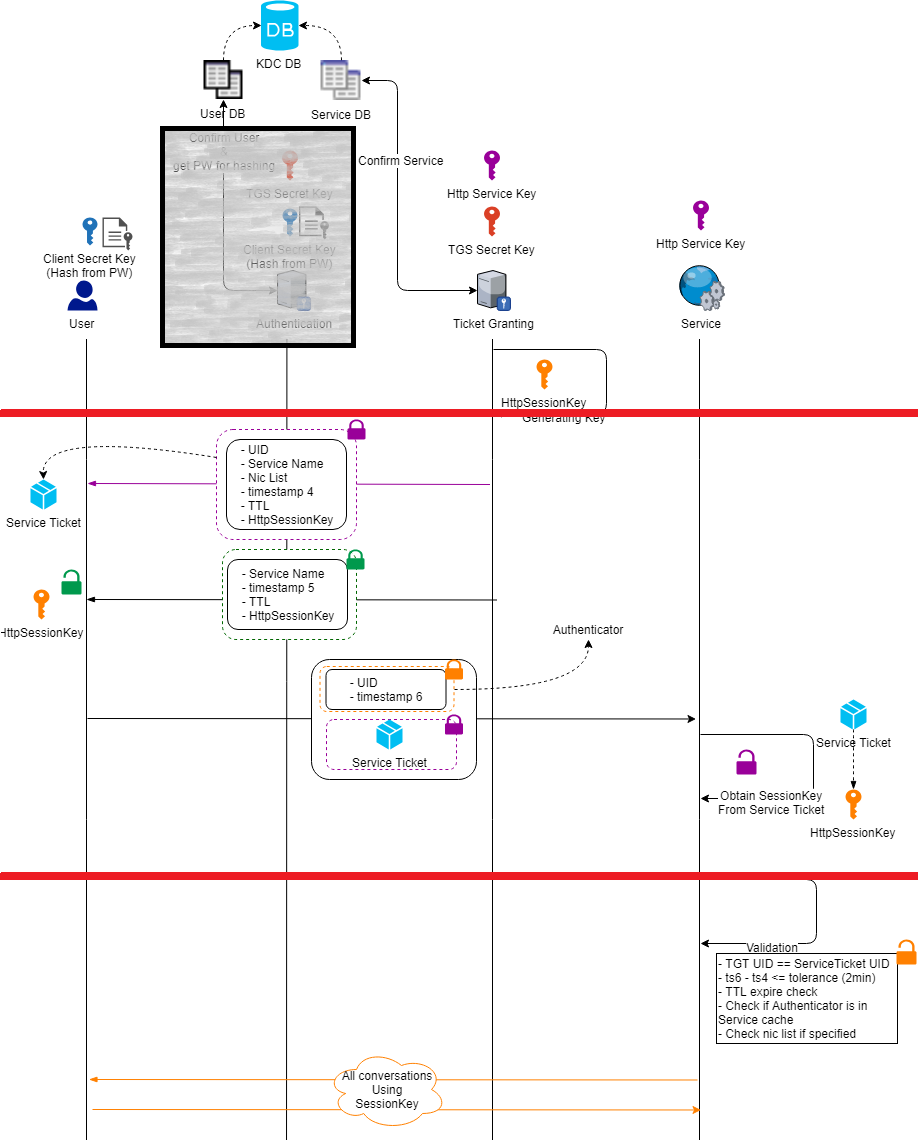 DB
KDC DB
User DB
Service DB
Confirm User
get PW for hashing
TGS Secret Key
Client Secret Key
(Hash from PW)
Authentication
Confirm Service
Http Service Key
TGS Secret Key
Ticket Granting
Http Service Key
Service
Client Secret Key
(Hash from PW)
User
HttpSessionKey
Generating Key
- UID
- Service Name
- Nic List
- timestamp 4
- TTL
- HttpSessionKey
Service Ticket
- Service Name
- timestamp 5
- TTL
- HttpSessionKey
HttpSessionKey
Authenticator
- UID
- timestamp 6
Service Ticket
Service Ticket
Obtain SessionKey
From Service Ticket
HttpSessionKey
Validation
- TGT UID == ServiceTicket UID
- ts6 - ts4 <= tolerance (2min)
- TTL expire check
- Check if Authenticator is in
Service cache
- Check nic list if specified
All conversations
Using
SessionKey